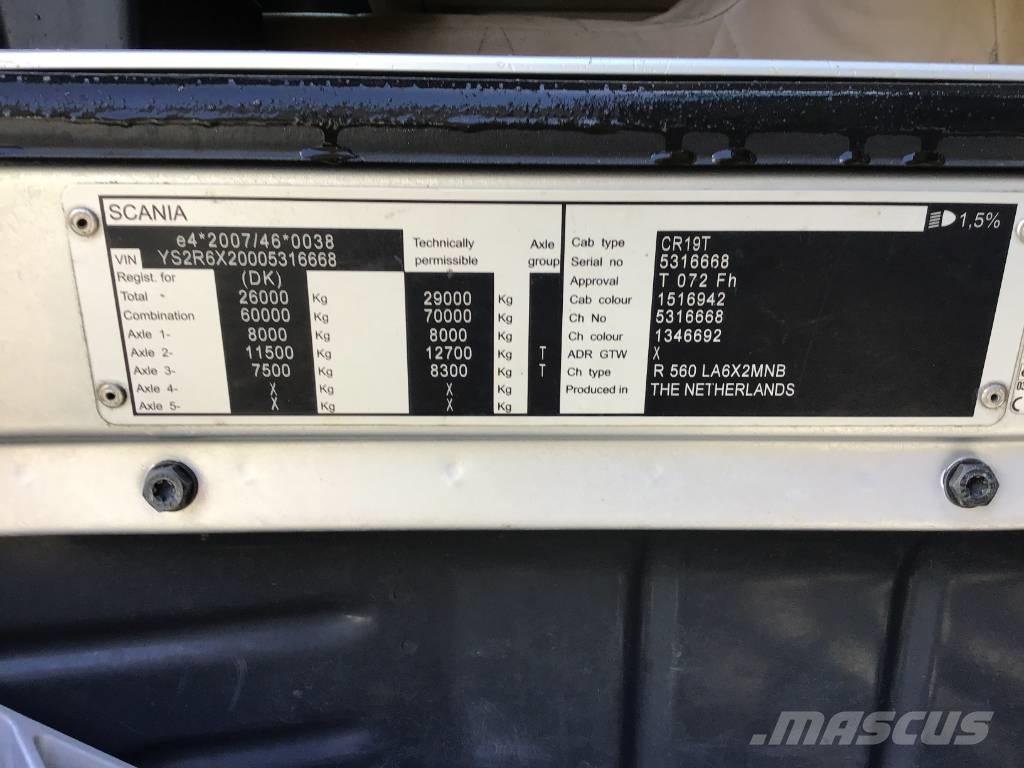 SCANIA
e4*2007/46*0038
VIN YS2R6X20005316668
Technically permissible
Axle group
Regist. for (DK)
Total - 26000 Kg 29000 Kg
Combination 60000 Kg 70000 Kg
Axle 1- 8000 Kg 8000 Kg
Axle 2- 11500 Kg 12700 Kg T
Axle 3- 7500 Kg 8300 Kg T
Axle 4- X Kg X Kg
Axle 5- X Kg X Kg
1,5%
Cab type CR19T
Serial no 5316668
Approval T 072 Fh
Cab colour 1516942
Ch No 5316668
Ch colour 1346692
ADR GTW X
Ch type R 560 LA6X2MNB
Produced in THE NETHERLANDS
MASCUS